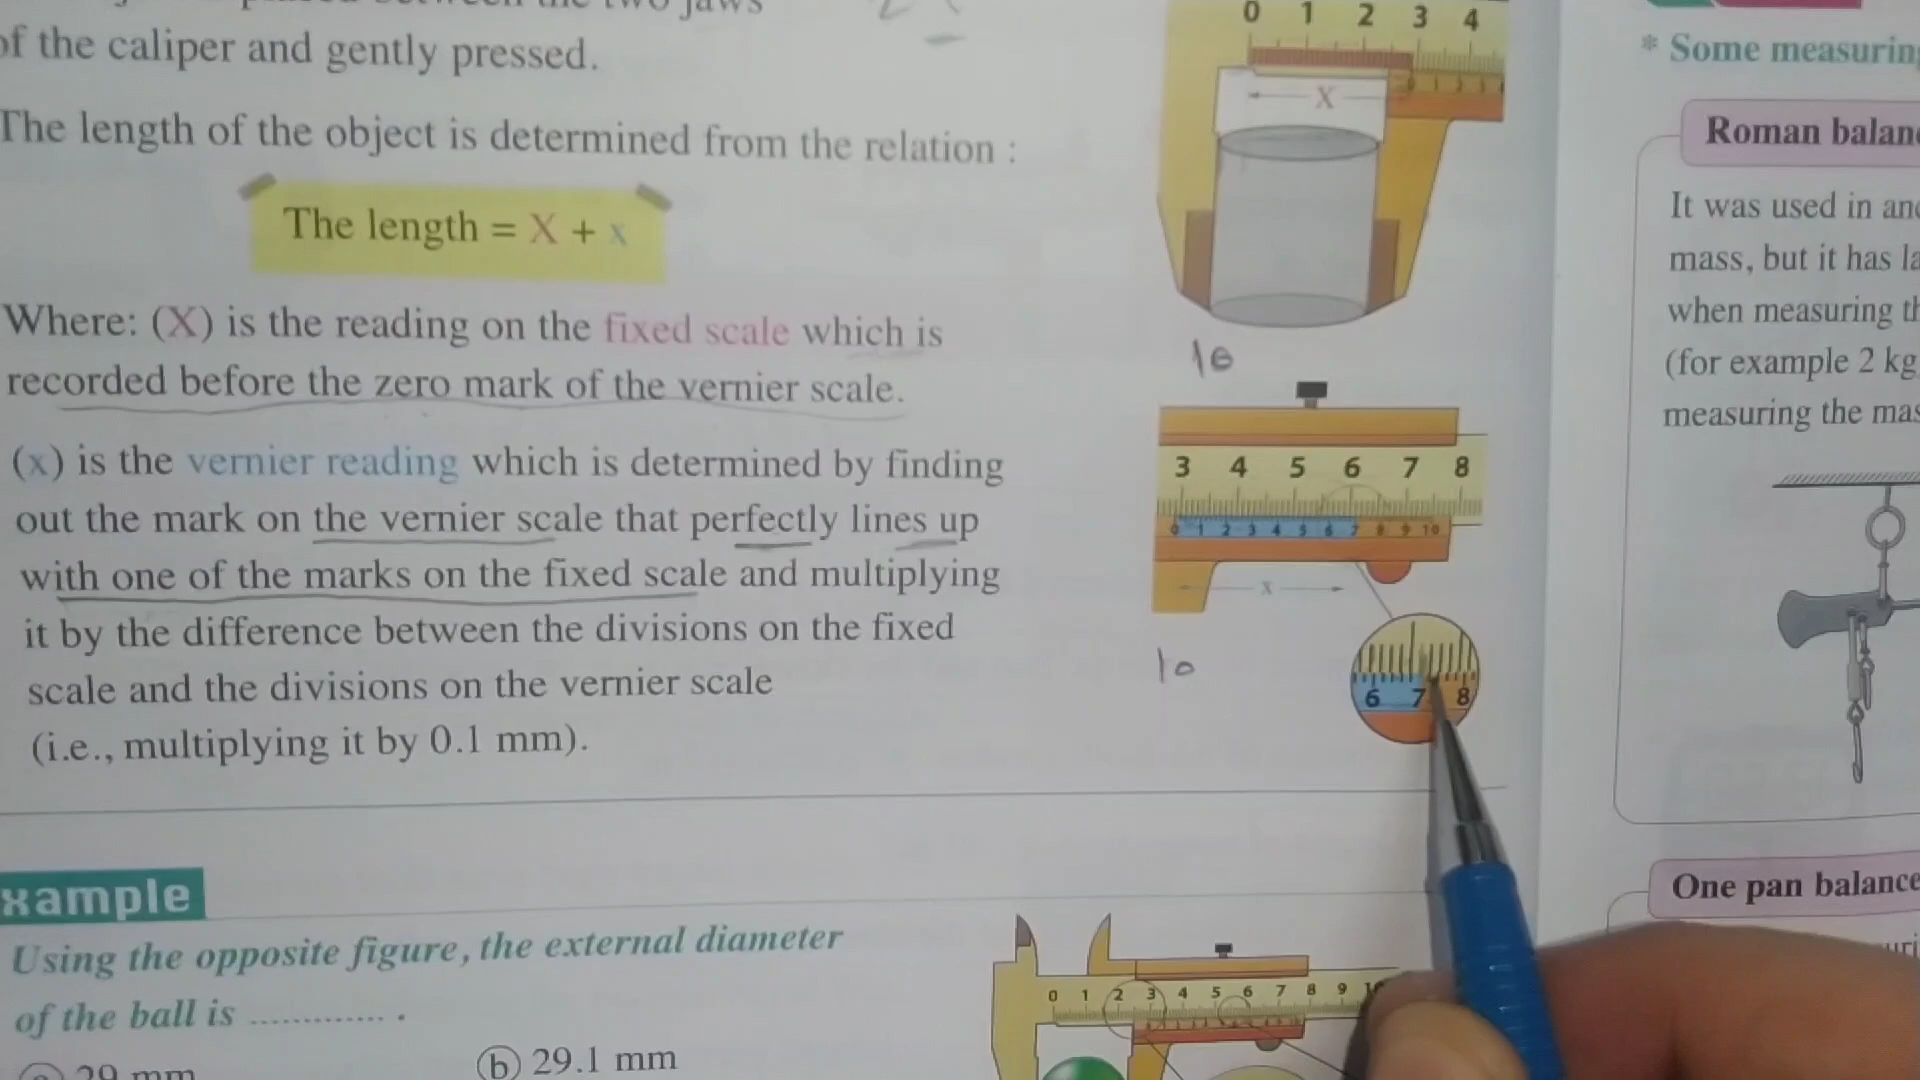 of the caliper and gently pressed.
The length of the object is determined from the relation :
The length = X + x
Where: (X) is the reading on the fixed scale which is
recorded before the zero mark of the vernier scale.
(x) is the vernier reading which is determined by finding
out the mark on the vernier scale that perfectly lines up
with one of the marks on the fixed scale and multiplying
it by the difference between the divisions on the fixed
scale and the divisions on the vernier scale
(i.e., multiplying it by 0.1 mm).
xample
Using the opposite figure, the external diameter
of the ball is .............. .
29 mm
b 29.1 mm
0 1 2 3 4
X
3 4 5 6 7 8
0 1 2 3 4 5 6 7 8 9 10
x
10
6 7 8
0 1 2 3 4 5 6 7 8 9
* Some measuring
Roman balanc
It was used in anc
mass, but it has la
when measuring th
(for example 2 kg
measuring the mas
One pan balance